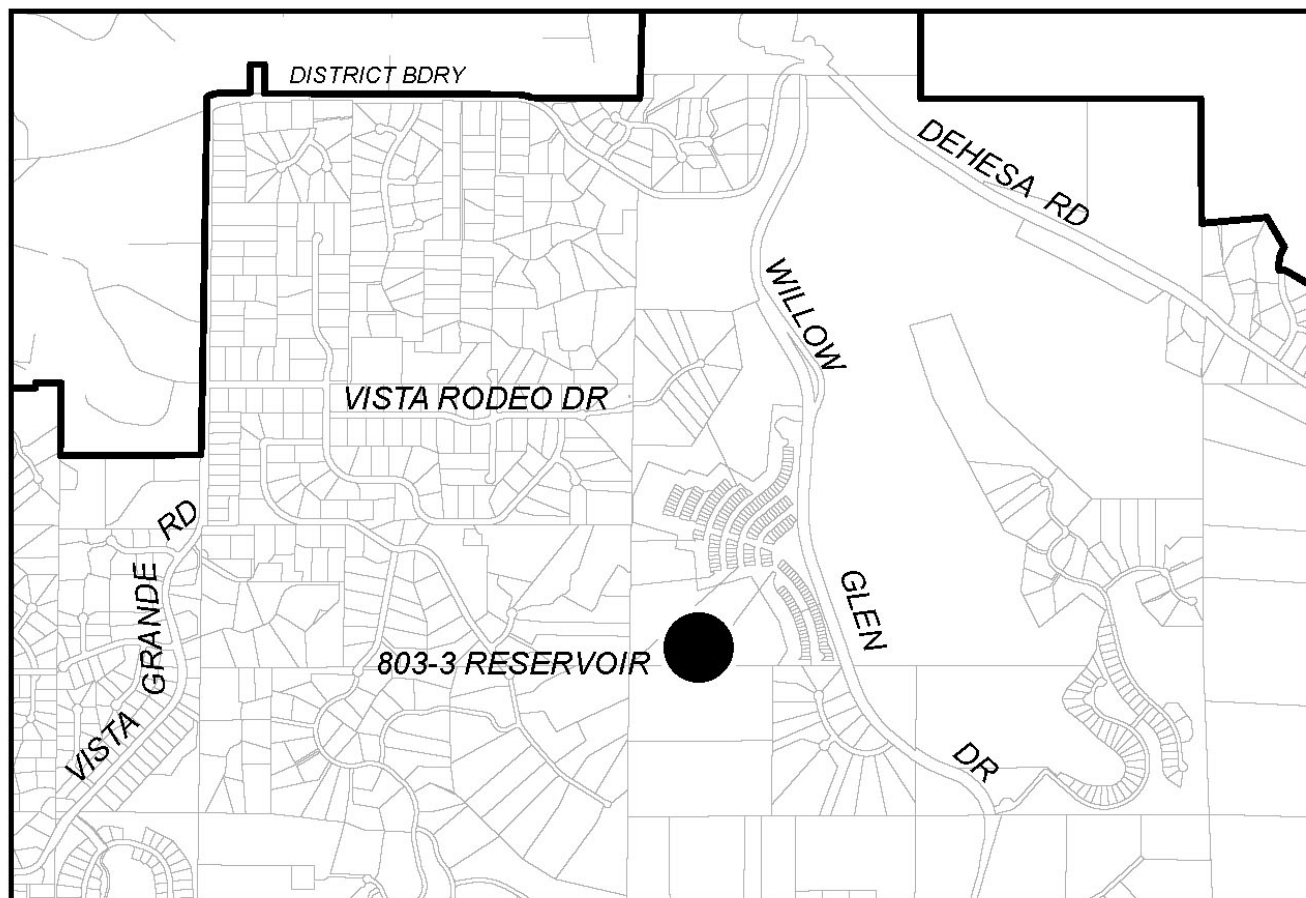 DISTRICT BDRY
DEHESA RD
WILLOW
VISTA RODEO DR
RD
GRANDE
VISTA
GLEN
803-3 RESERVOIR
DR